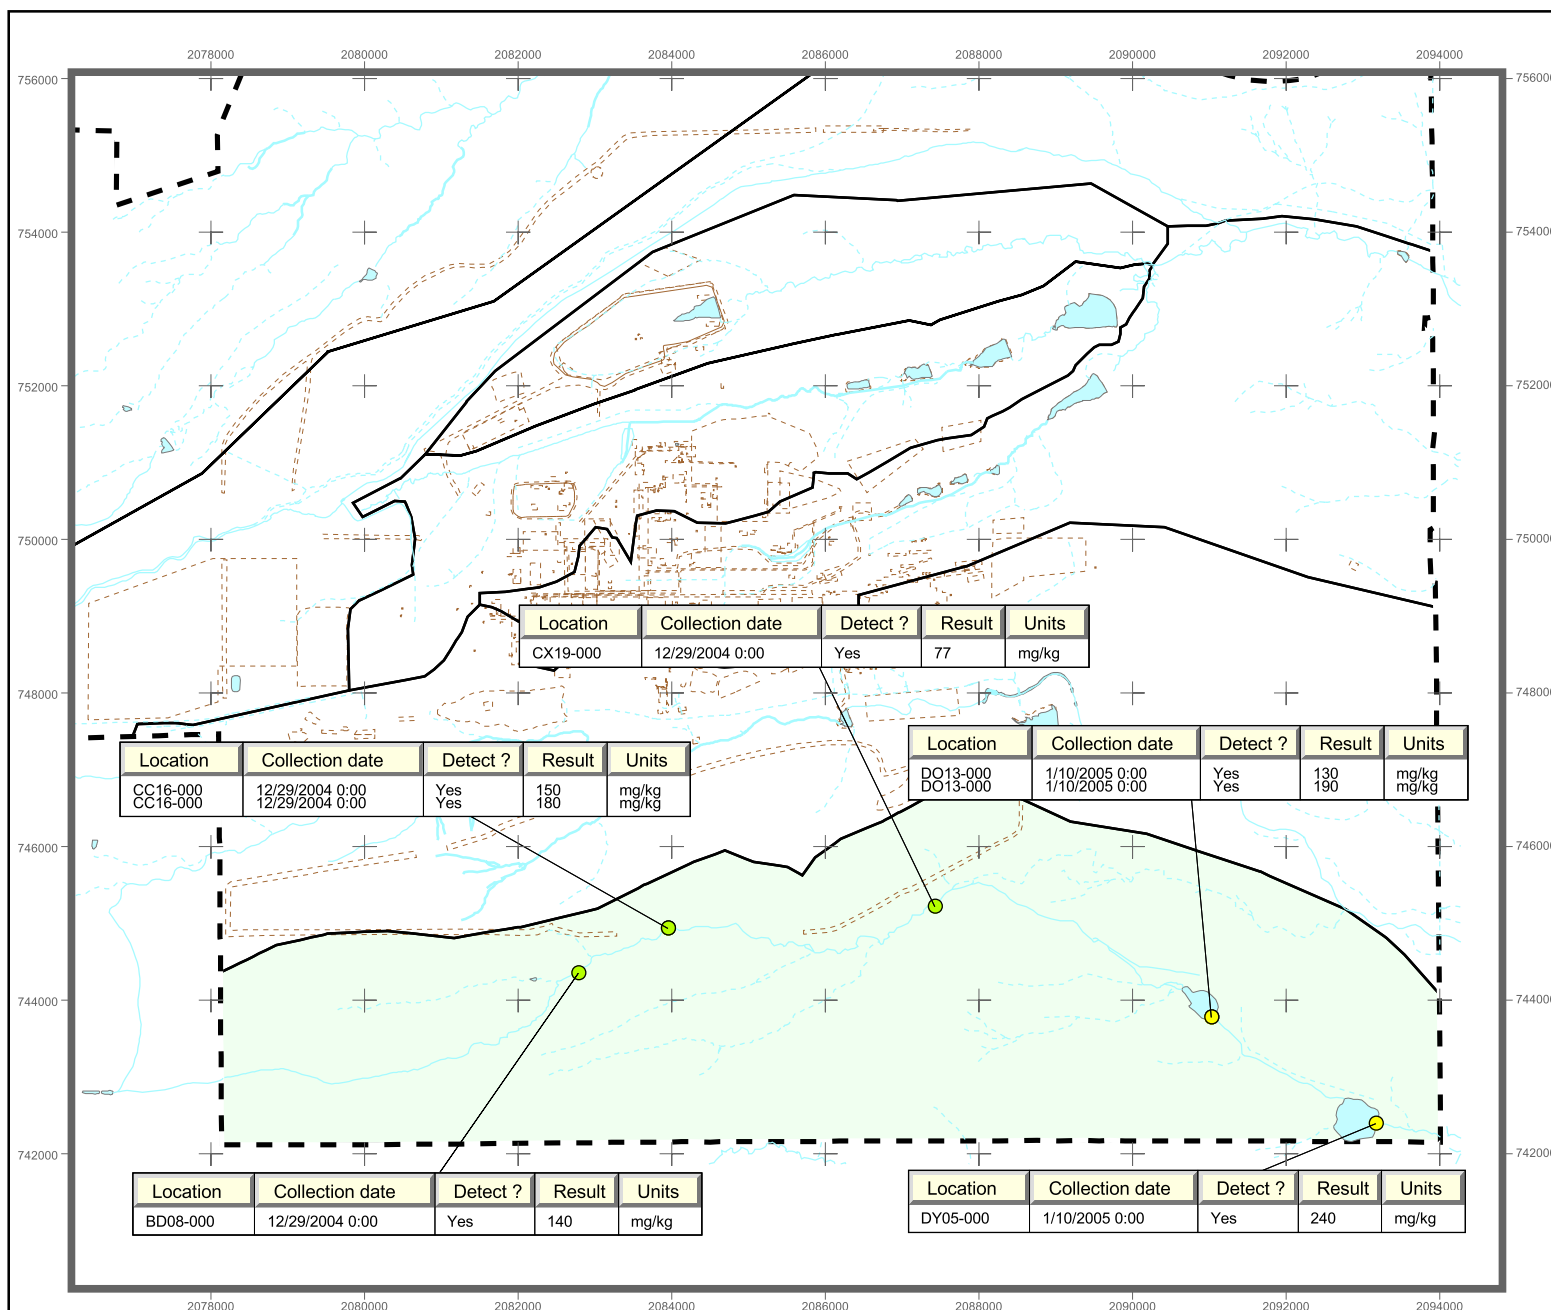 2078000 2080000 2082000 2084000 2086000 2088000 2090000 2092000 2094000
756000 756000
754000 754000
752000 752000
750000 750000
748000 748000
746000 746000
744000 744000
742000 742000
Location Collection date Detect ? Result Units
CX19-000 12/29/2004 0:00 Yes 77 mg/kg
Location Collection date Detect ? Result Units
DO13-000 1/10/2005 0:00 Yes 130 mg/kg
DO13-000 1/10/2005 0:00 Yes 190 mg/kg
Location Collection date Detect ? Result Units
CC16-000 12/29/2004 0:00 Yes 150 mg/kg
CC16-000 12/29/2004 0:00 Yes 180 mg/kg
Location Collection date Detect ? Result Units
BD08-000 12/29/2004 0:00 Yes 140 mg/kg
Location Collection date Detect ? Result Units
DY05-000 1/10/2005 0:00 Yes 240 mg/kg
2078000 2080000 2082000 2084000 2086000 2088000 2090000 2092000 2094000